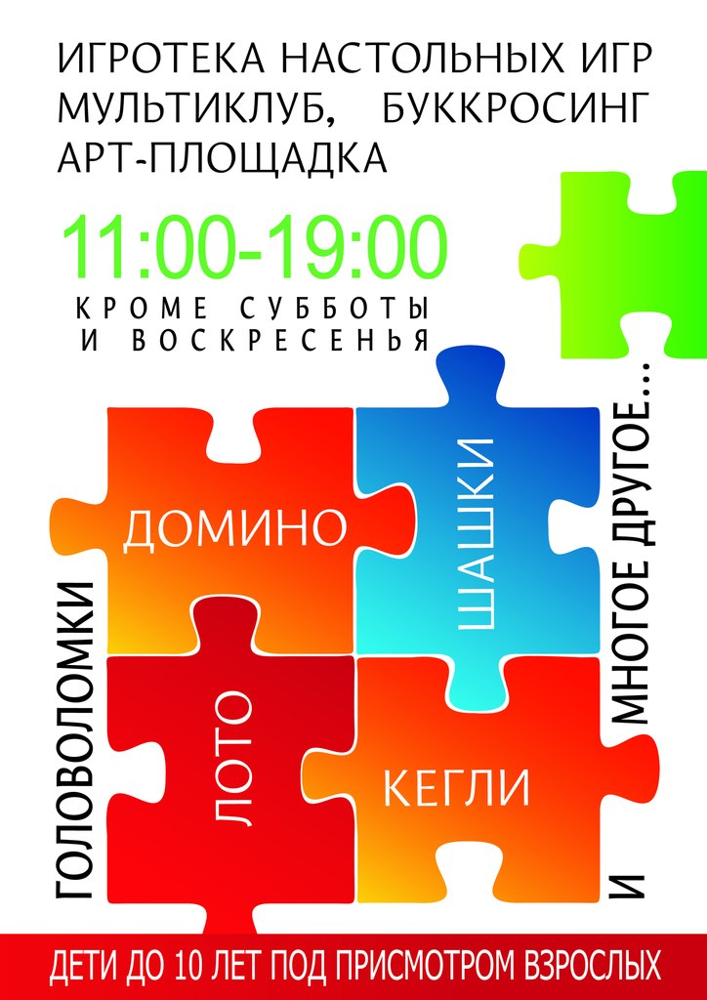 ИГРОТЕКА НАСТОЛЬНЫХ ИГР
МУЛЬТИКЛУБ, БУККРОСИНГ
АРТ-ПЛОЩАДКА
11:00-19:00
КРОМЕ СУББОТЫ
И ВОСКРЕСЕНЬЯ
ДОМИНО
ШАШКИ
ЛОТО
КЕГЛИ
ГОЛОВОЛОМКИ
И МНОГОЕ ДРУГОЕ...
ДЕТИ ДО 10 ЛЕТ ПОД ПРИСМОТРОМ ВЗРОСЛЫХ